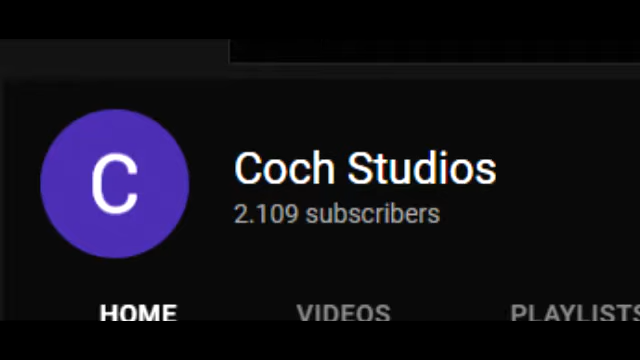 C
Coch Studios
2.109 subscribers
HOME VIDEOS PLAYLISTS